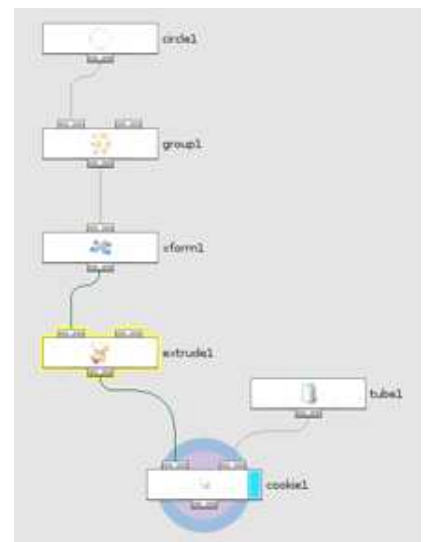 circle1
group1
xform1
extrude1
tube1
cookie1